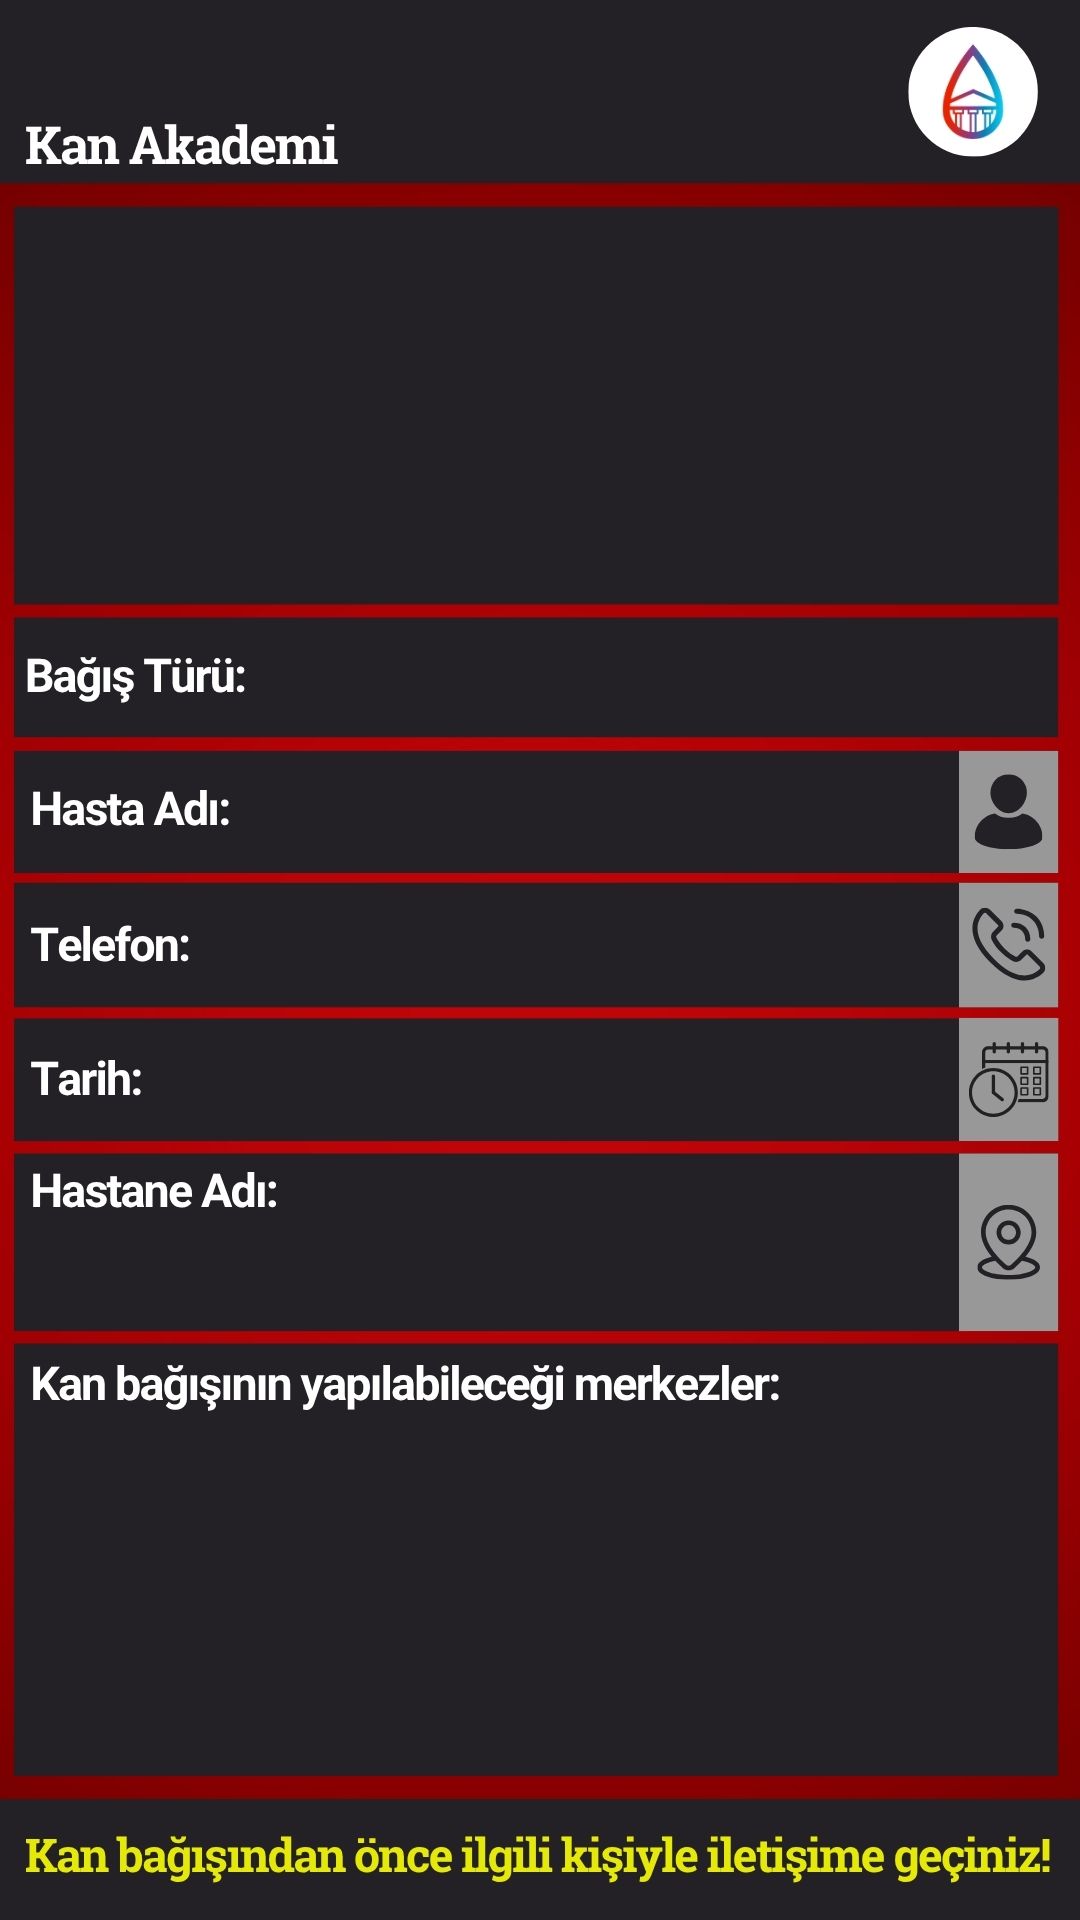 Kan Akademi
Bağış Türü:
Hasta Adı:
Telefon:
Tarih:
Hastane Adı:
Kan bağışının yapılabileceği merkezler:
Kan bağışından önce ilgili kişiyle iletişime geçiniz!